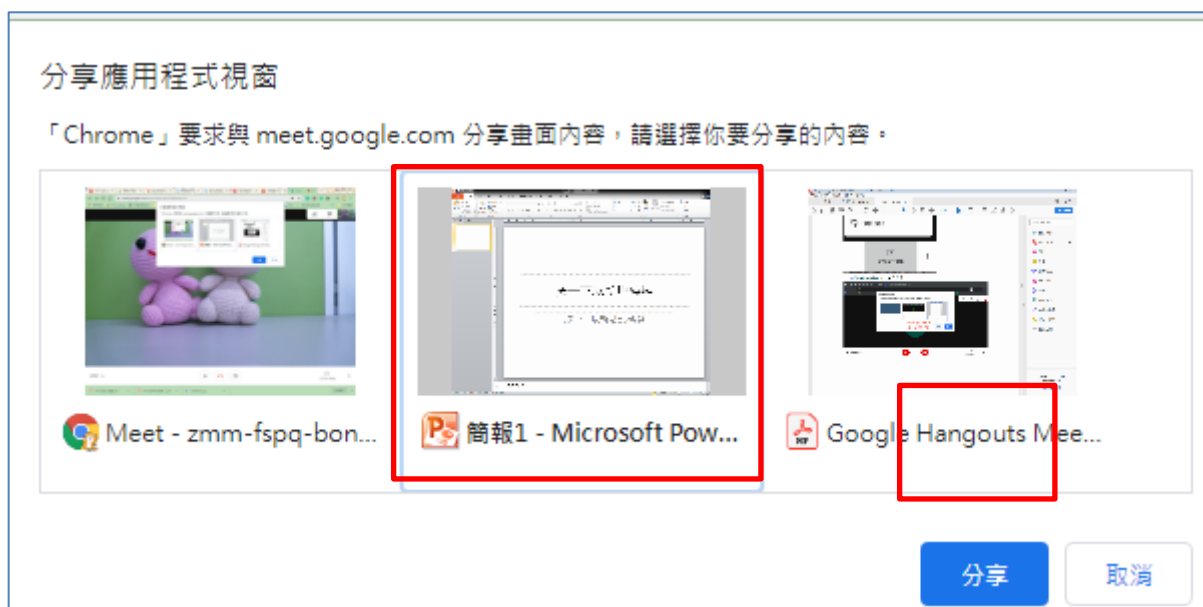 分享應用程式視窗
「Chrome」要求與 meet.google.com 分享畫面內容，請選擇你要分享的內容。
Meet - zmm-fspq-bon...
簡報1 - Microsoft Pow...
Google Hangouts Mee...
分享
取消